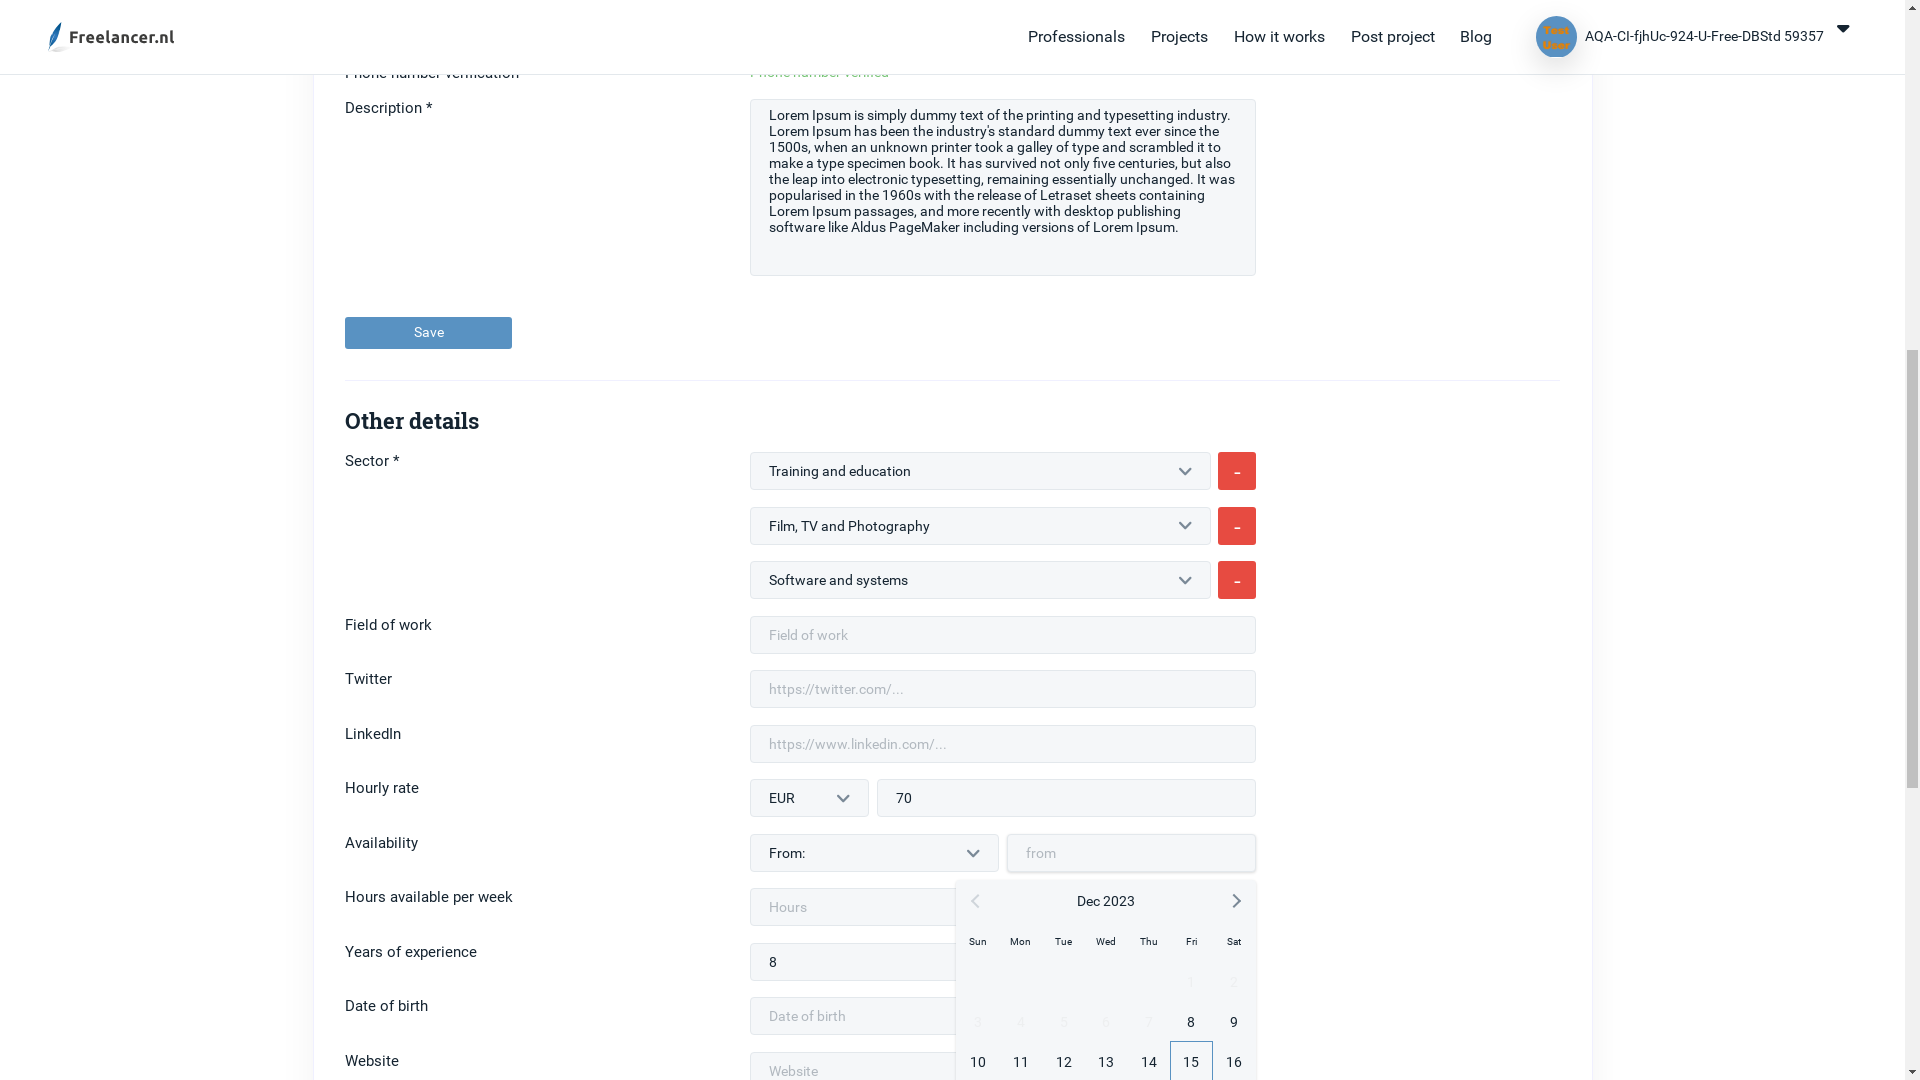 Freelancer.nl
Professionals Projects How it works Post project Blog Test User AQA-CI-fjhUc-924-U-Free-DBStd 59357
Phone number verification Phone number verified
Description *
Lorem Ipsum is simply dummy text of the printing and typesetting industry.
Lorem Ipsum has been the industry's standard dummy text ever since the
1500s, when an unknown printer took a galley of type and scrambled it to
make a type specimen book. It has survived not only five centuries, but also
the leap into electronic typesetting, remaining essentially unchanged. It was
popularised in the 1960s with the release of Letraset sheets containing
Lorem Ipsum passages, and more recently with desktop publishing
software like Aldus PageMaker including versions of Lorem Ipsum.
Save
Other details
Sector *
Training and education -
Film, TV and Photography -
Software and systems -
Field of work Field of work
Twitter https://twitter.com/...
LinkedIn https://www.linkedin.com/...
Hourly rate EUR 70
Availability From: from
Hours available per week Hours
Years of experience 8
Date of birth Date of birth
Website Website
Dec 2023
Sun Mon Tue Wed Thu Fri Sat
1 2
3 4 5 6 7 8 9
10 11 12 13 14 15 16